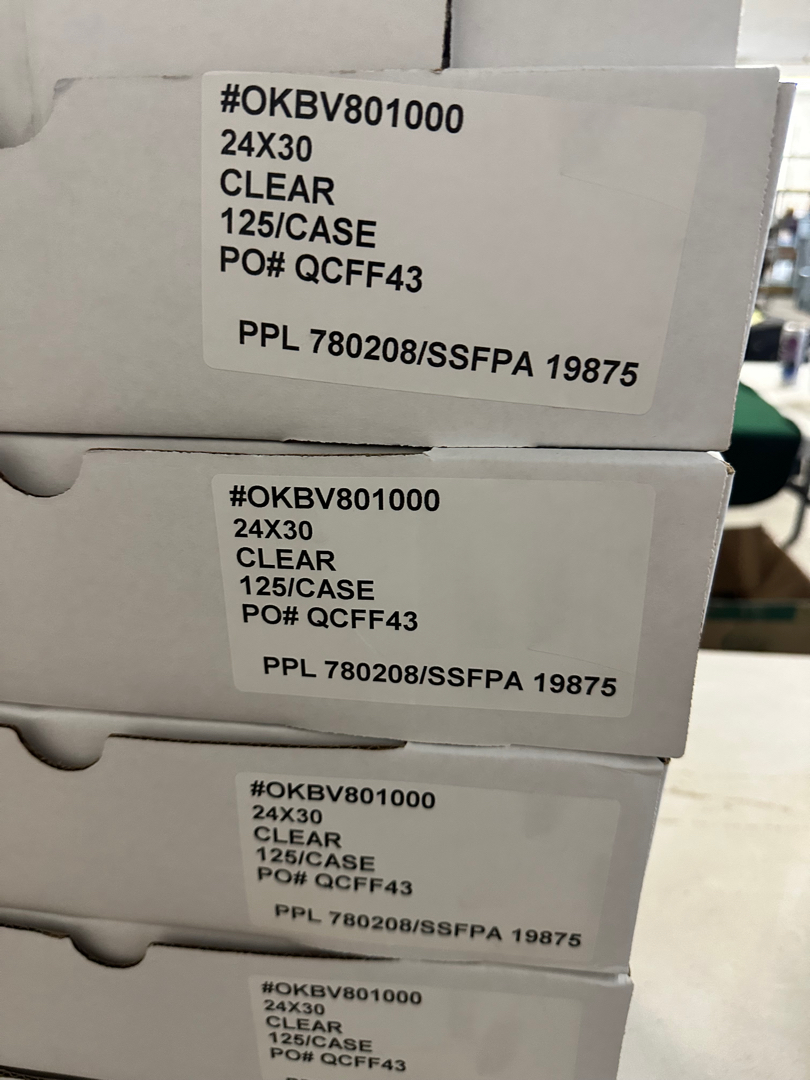 #OKBV801000
24X30
CLEAR
125/CASE
PO# QCFF43
PPL 780208/SSFPA 19875
#OKBV801000
24X30
CLEAR
125/CASE
PO# QCFF43
PPL 780208/SSFPA 19875
#OKBV801000
24X30
CLEAR
125/CASE
PO# QCFF43
PPL 780208/SSFPA 19875
#OKBV801000
24X30
CLEAR
125/CASE
PO# QCFF43